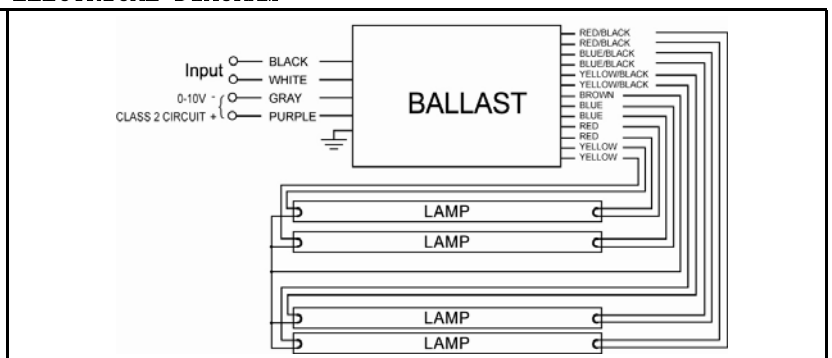 Input
BLACK
WHITE
0-10V - GRAY
CLASS 2 CIRCUIT + PURPLE
BALLAST
RED/BLACK
RED/BLACK
BLUE/BLACK
BLUE/BLACK
YELLOW/BLACK
YELLOW/BLACK
BROWN
BLUE
BLUE
RED
RED
YELLOW
YELLOW
LAMP
LAMP
LAMP
LAMP